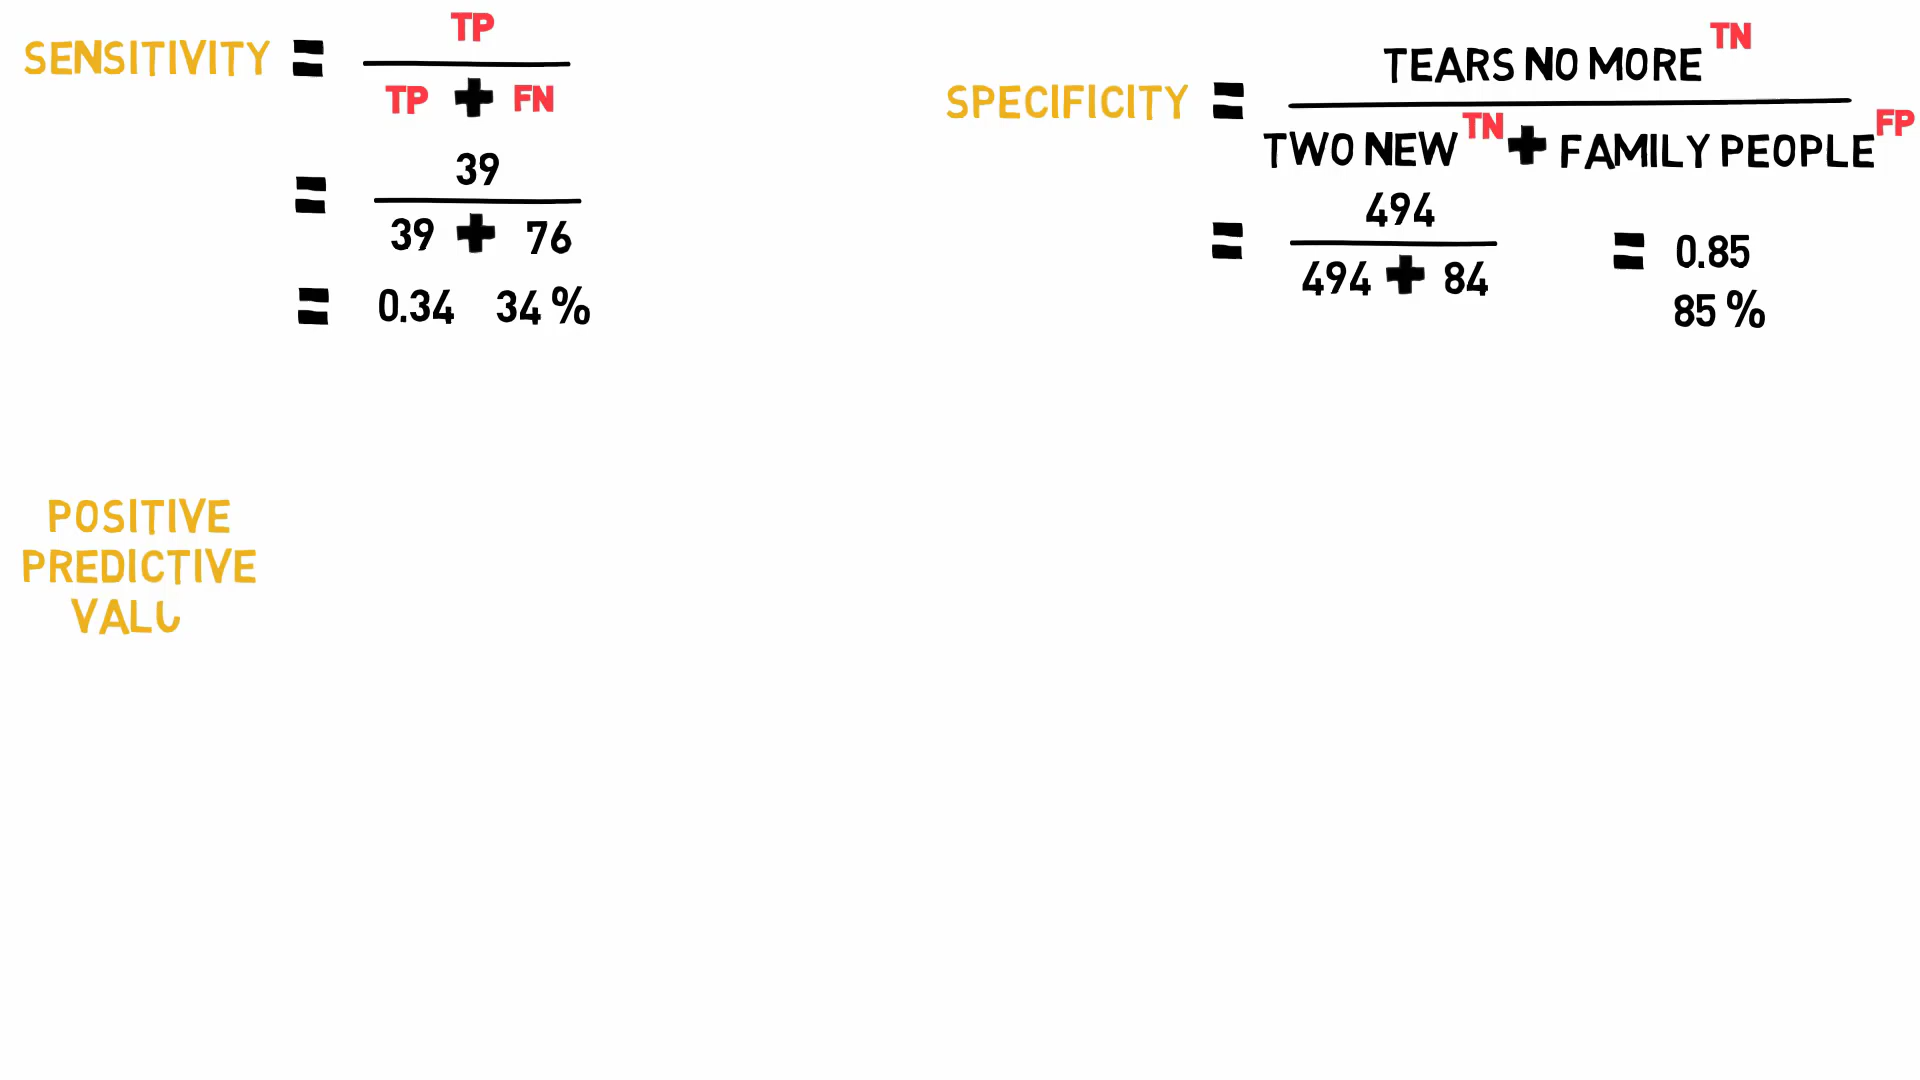 SENSITIVITY = TP
TP + FN
= 39
39 + 76
= 0.34 34 %
SPECIFICITY = TEARS NO MORE TN
TWO NEW TN + FAMILY PEOPLE FP
= 494
494 + 84
= 0.85
85 %
POSITIVE
PREDICTIVE
VALU